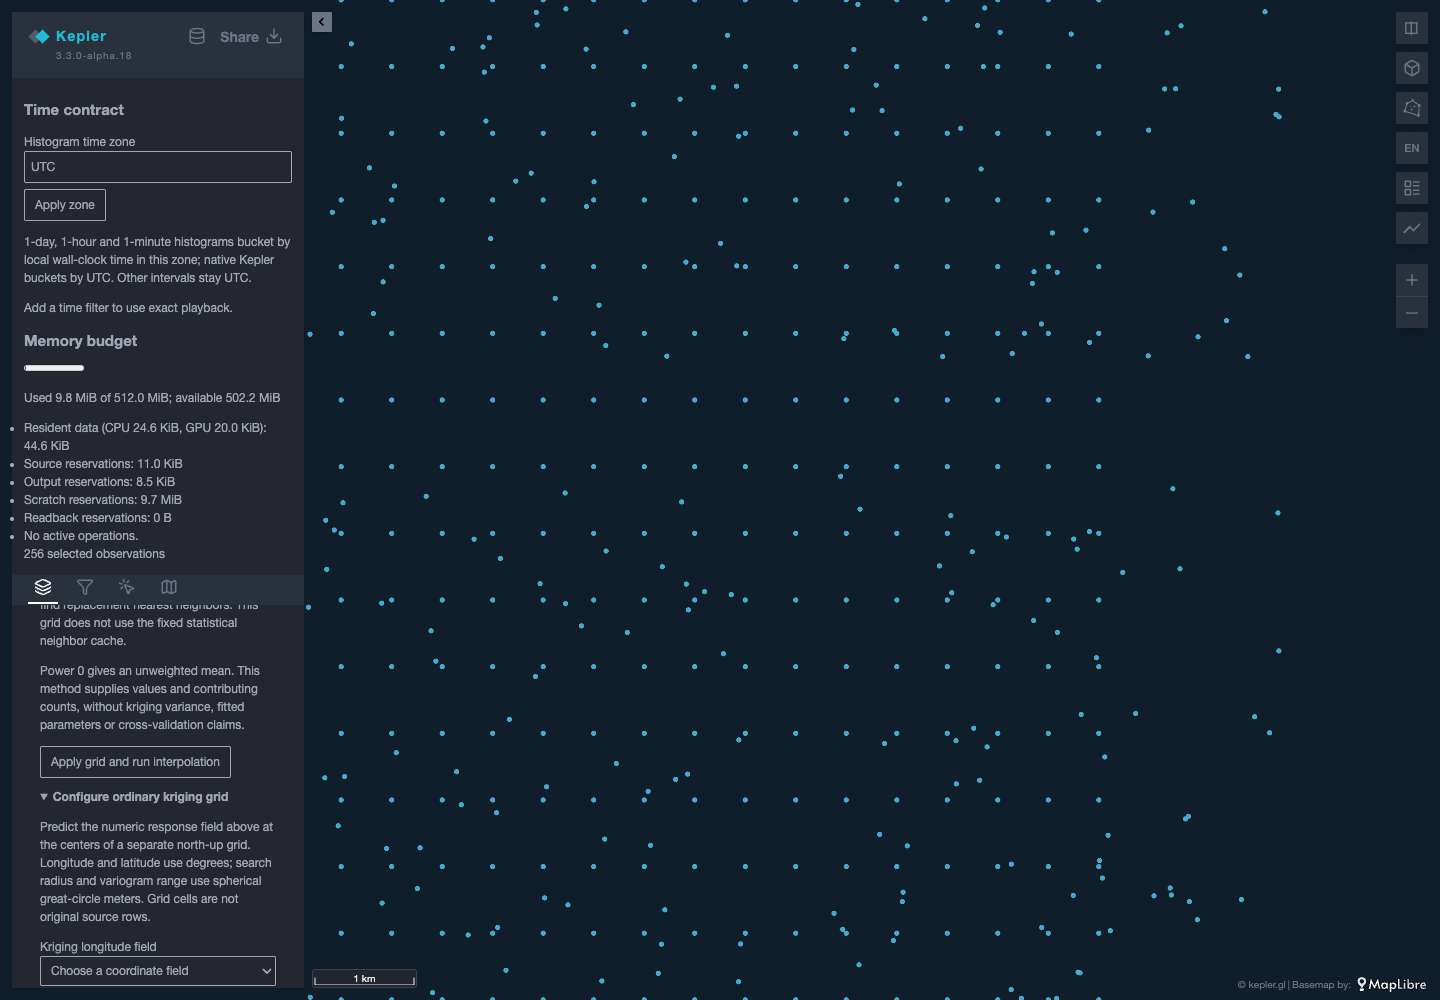 Kepler
3.3.0-alpha.18
Share
Time contract
Histogram time zone
UTC
Apply zone
1-day, 1-hour and 1-minute histograms bucket by
local wall-clock time in this zone; native Kepler
buckets by UTC. Other intervals stay UTC.
Add a time filter to use exact playback.
Memory budget
Used 9.8 MiB of 512.0 MiB; available 502.2 MiB
Resident data (CPU 24.6 KiB, GPU 20.0 KiB):
44.6 KiB
Source reservations: 11.0 KiB
Output reservations: 8.5 KiB
Scratch reservations: 9.7 MiB
Readback reservations: 0 B
No active operations.
256 selected observations
find replacement nearest neighbors. This
grid does not use the fixed statistical
neighbor cache.
Power 0 gives an unweighted mean. This
method supplies values and contributing
counts, without kriging variance, fitted
parameters or cross-validation claims.
Apply grid and run interpolation
Configure ordinary kriging grid
Predict the numeric response field above at
the centers of a separate north-up grid.
Longitude and latitude use degrees; search
radius and variogram range use spherical
great-circle meters. Grid cells are not
original source rows.
Kriging longitude field
Choose a coordinate field
EN
1 km
© kepler.gl | Basemap by: MapLibre